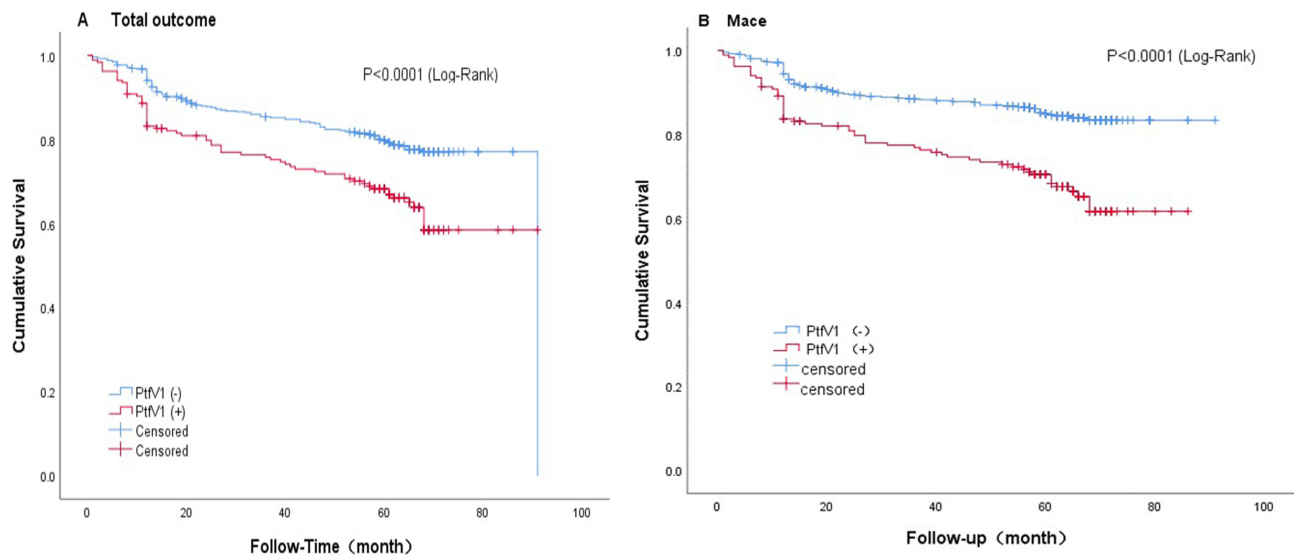 A Total outcome
P<0.0001 (Log-Rank)
Cumulative Survival
1.0
0.8
0.6
0.4
0.2
0.0
PtfV1 (-)
PtfV1 (+)
Censored
Censored
0 20 40 60 80 100
Follow-Time（month）
B Mace
P<0.0001 (Log-Rank)
Cumulative Survival
1.0
0.8
0.6
0.4
0.2
0.0
PtfV1 （-）
PtfV1 （+）
censored
censored
0 20 40 60 80 100
Follow-up（month）